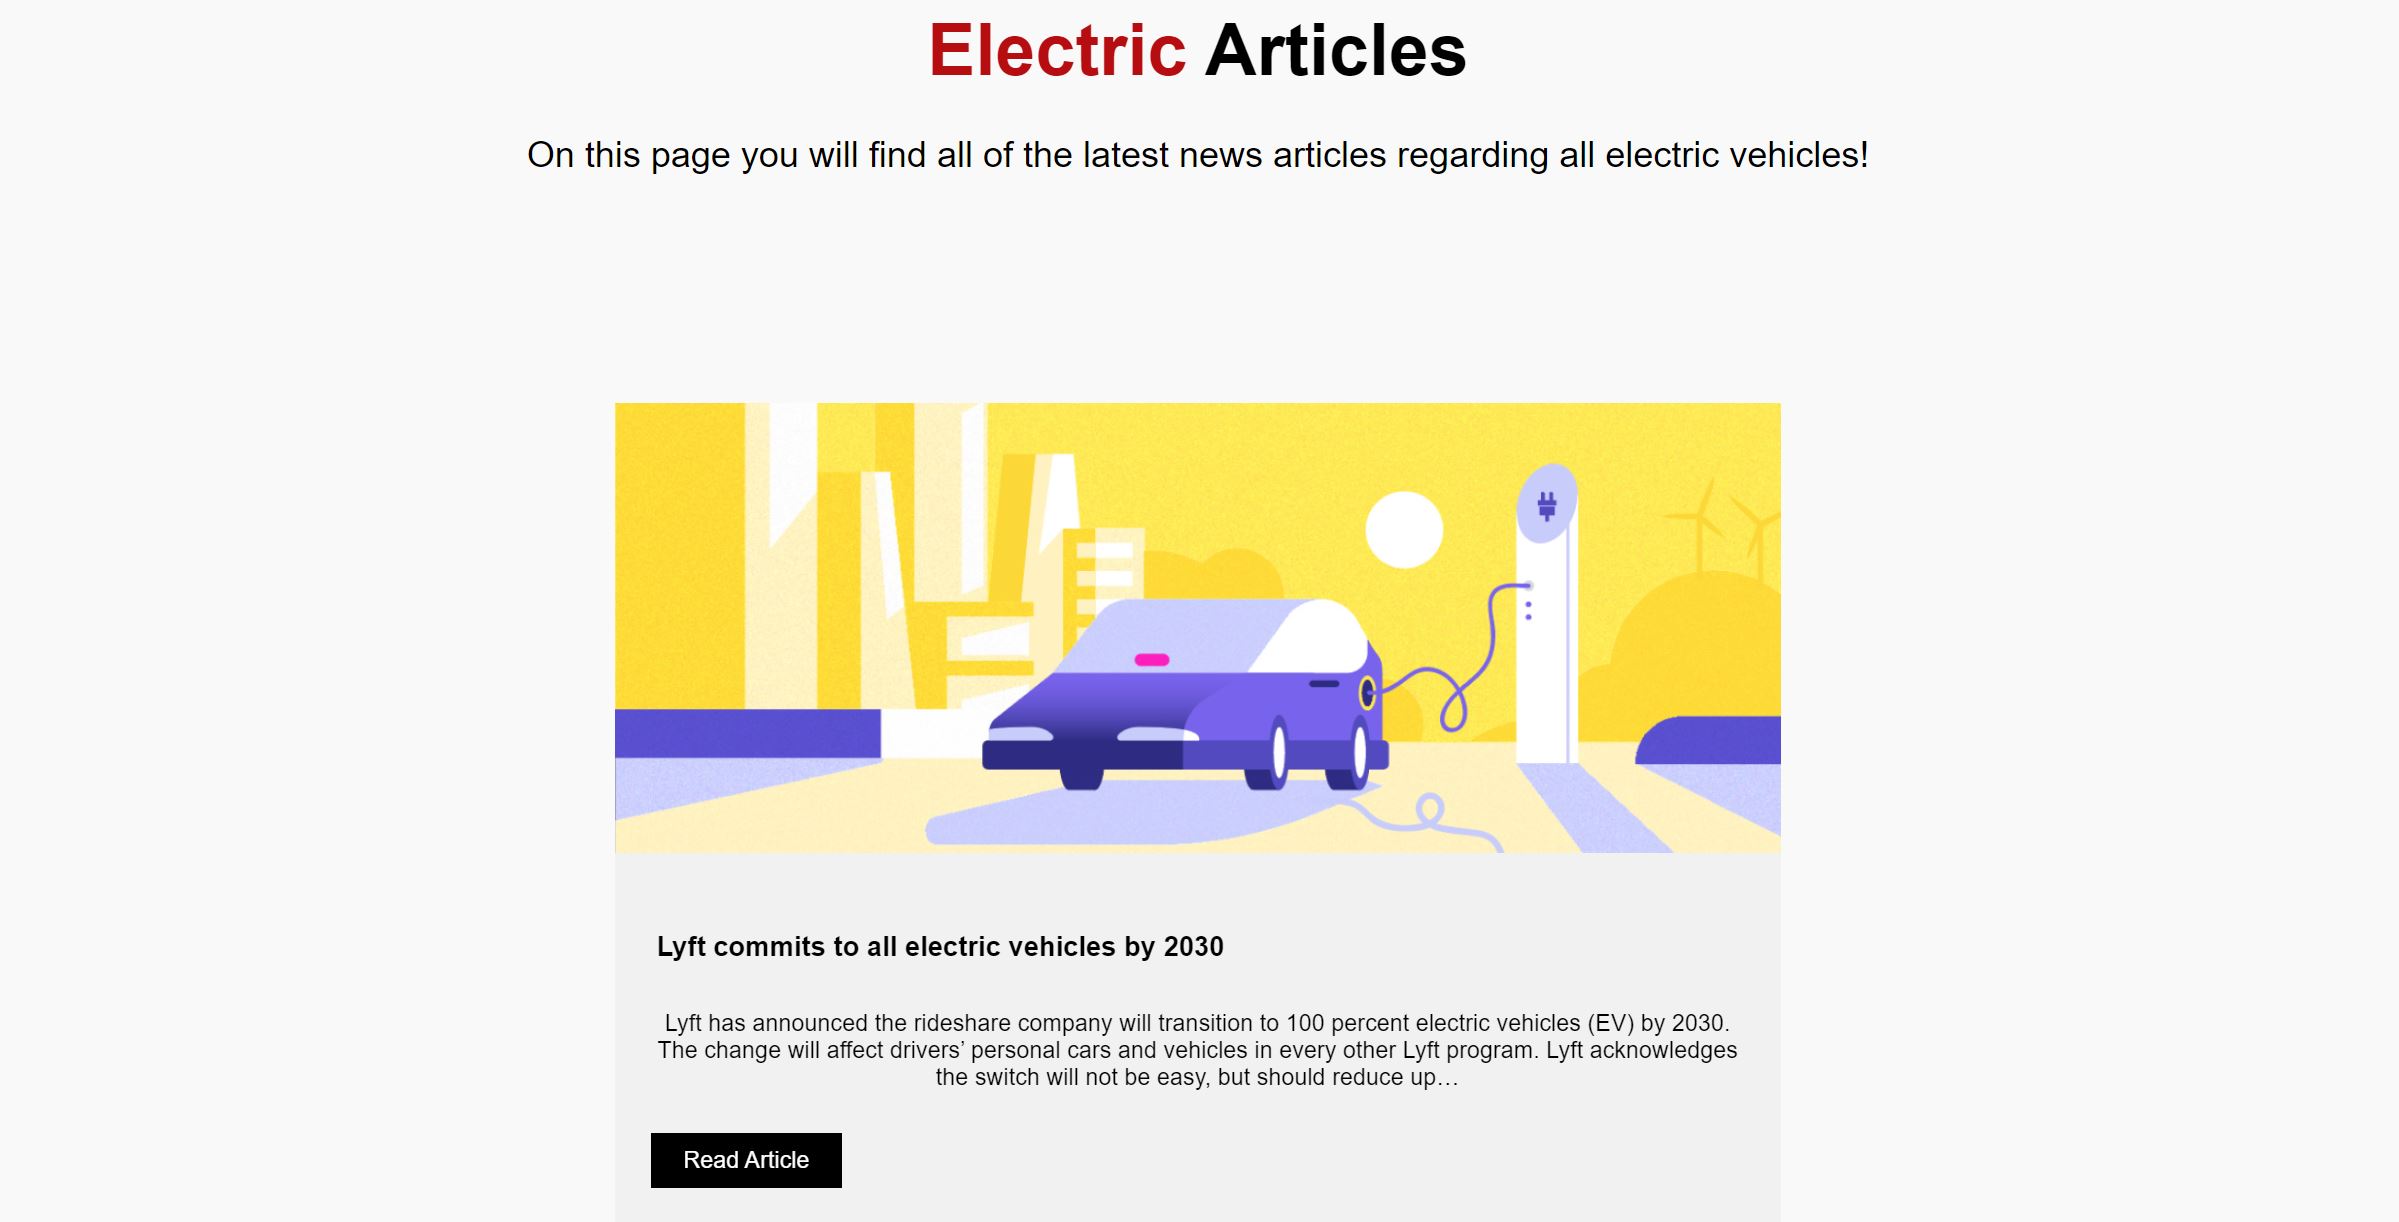 Electric Articles
On this page you will find all of the latest news articles regarding all electric vehicles!
Lyft commits to all electric vehicles by 2030
Lyft has announced the rideshare company will transition to 100 percent electric vehicles (EV) by 2030.
The change will affect drivers’ personal cars and vehicles in every other Lyft program. Lyft acknowledges
the switch will not be easy, but should reduce up…
Read Article